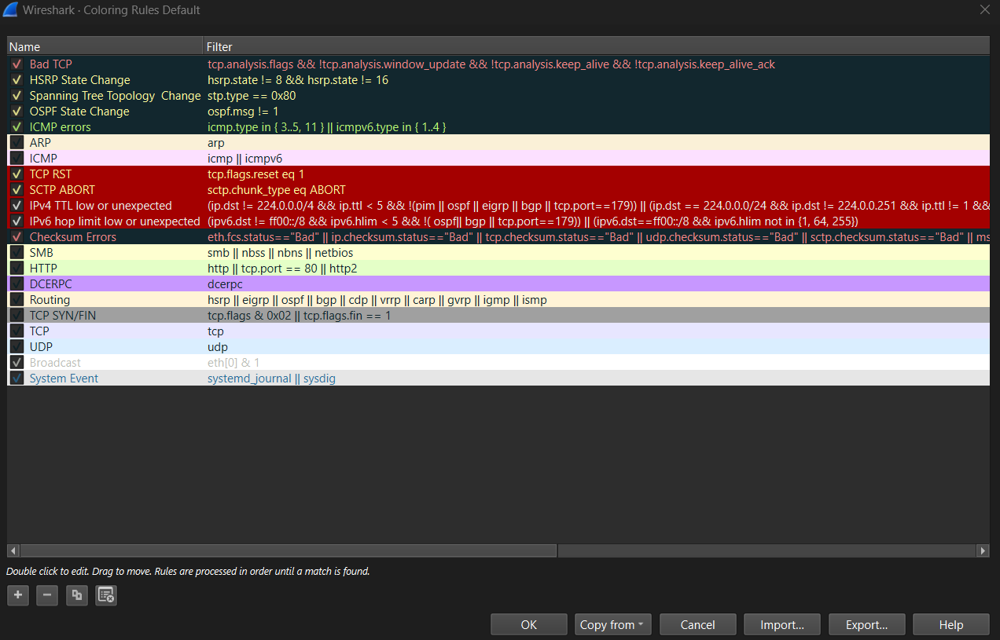 Wireshark · Coloring Rules Default
Name Filter
Bad TCP tcp.analysis.flags && !tcp.analysis.window_update && !tcp.analysis.keep_alive && !tcp.analysis.keep_alive_ack
HSRP State Change hsrp.state != 8 && hsrp.state != 16
Spanning Tree Topology  Change stp.type == 0x80
OSPF State Change ospf.msg != 1
ICMP errors icmp.type in { 3..5, 11 } || icmpv6.type in { 1..4 }
ARP arp
ICMP icmp || icmpv6
TCP RST tcp.flags.reset eq 1
SCTP ABORT sctp.chunk_type eq ABORT
IPv4 TTL low or unexpected (ip.dst != 224.0.0.0/4 && ip.ttl < 5 && !(pim || ospf || eigrp || bgp || tcp.port==179)) || (ip.dst == 224.0.0.0/24 && ip.dst != 224.0.0.251 && ip.ttl != 1 &&
IPv6 hop limit low or unexpected (ipv6.dst != ff00::/8 && ipv6.hlim < 5 && !( ospf|| bgp || tcp.port==179)) || (ipv6.dst==ff00::/8 && ipv6.hlim not in {1, 64, 255})
Checksum Errors eth.fcs.status=="Bad" || ip.checksum.status=="Bad" || tcp.checksum.status=="Bad" || udp.checksum.status=="Bad" || sctp.checksum.status=="Bad" || ms
SMB smb || nbss || nbns || netbios
HTTP http || tcp.port == 80 || http2
DCERPC dcerpc
Routing hsrp || eigrp || ospf || bgp || cdp || vrrp || carp || gvrp || igmp || ismp
TCP SYN/FIN tcp.flags & 0x02 || tcp.flags.fin == 1
TCP tcp
UDP udp
Broadcast eth[0] & 1
System Event systemd_journal || sysdig
Double click to edit. Drag to move. Rules are processed in order until a match is found.
OK Copy from Cancel Import... Export... Help